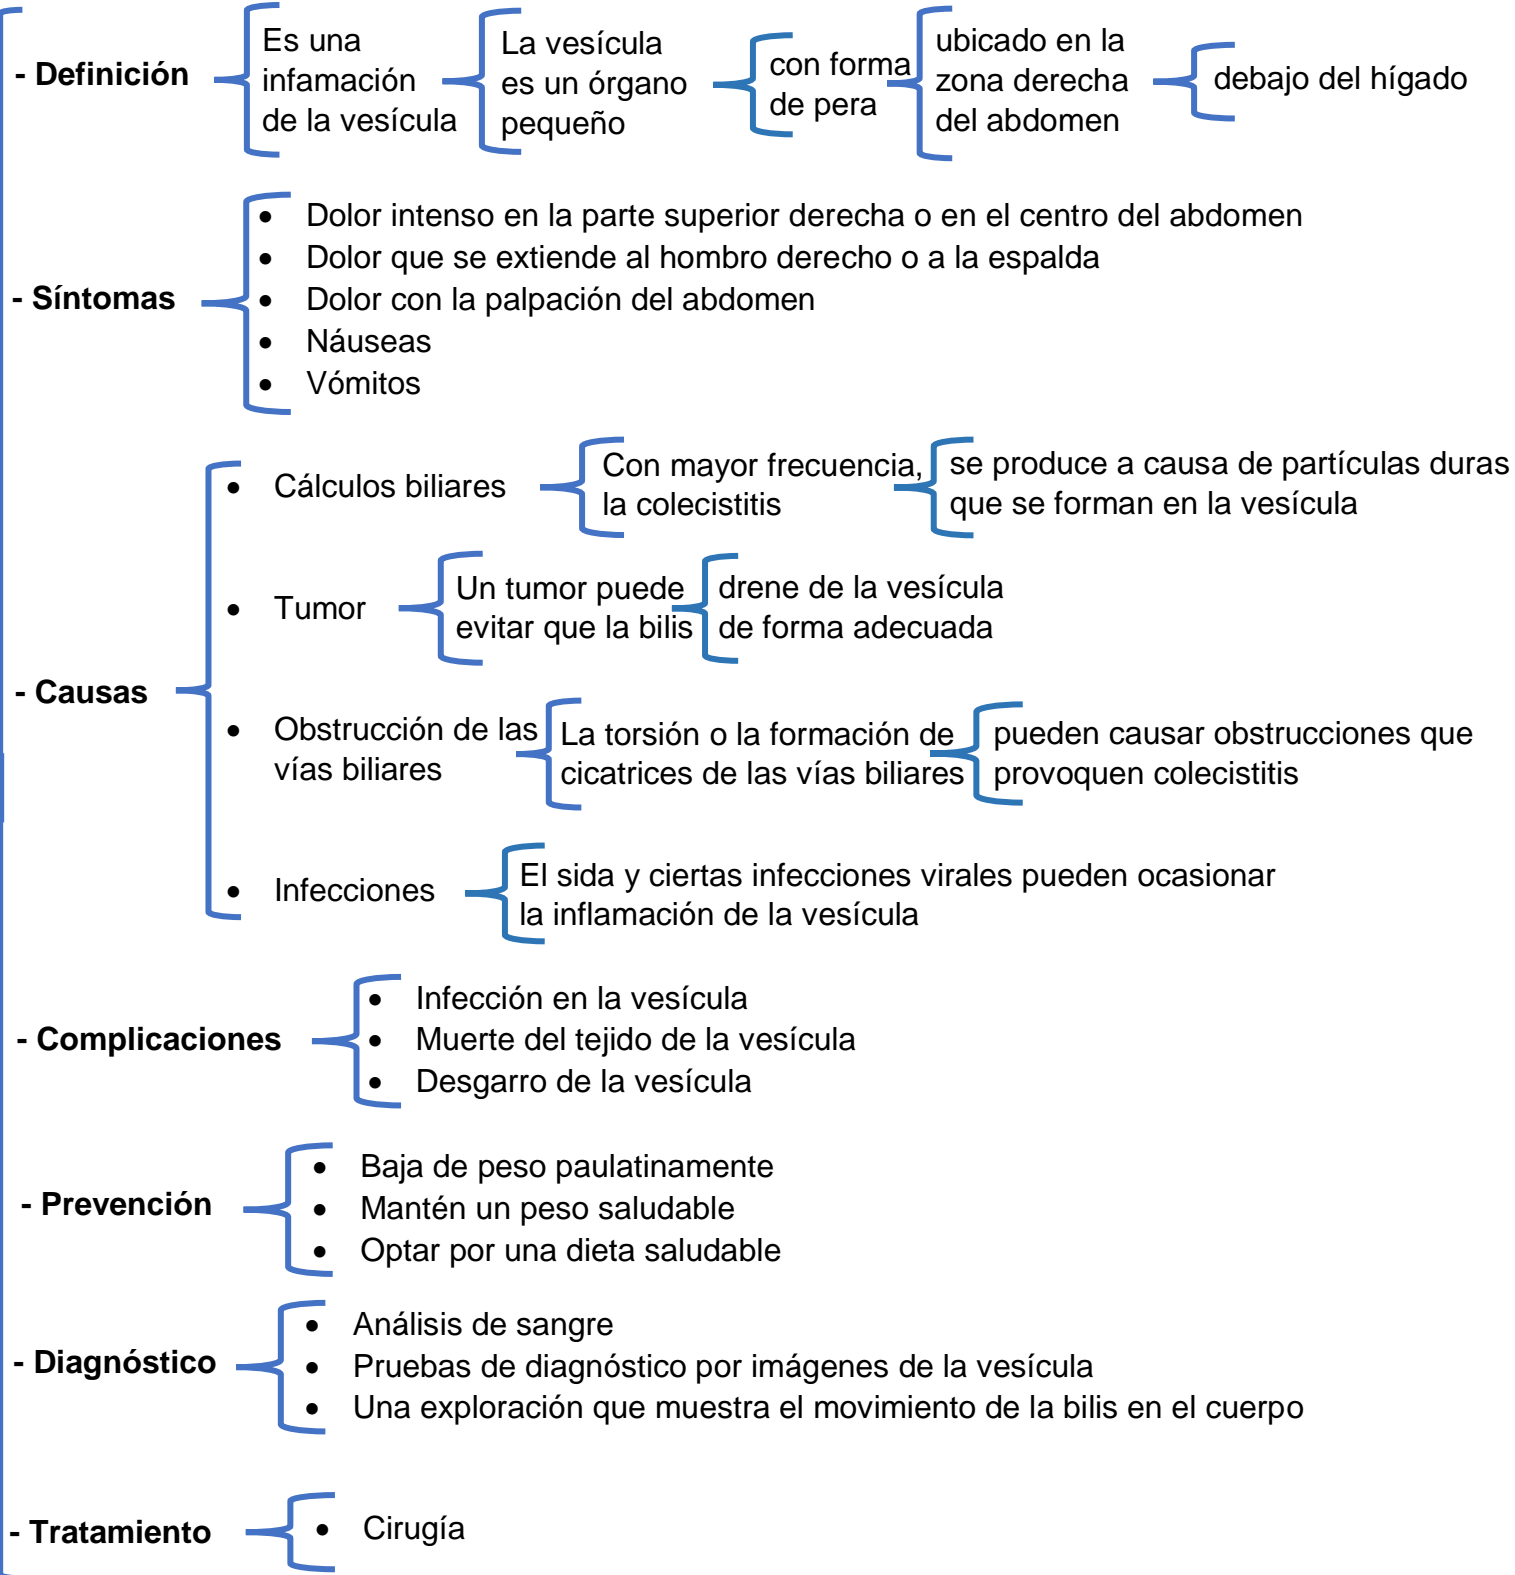 - Definición
Es una
infamación
de la vesícula
La vesícula
es un órgano
pequeño
con forma
de pera
ubicado en la
zona derecha
del abdomen
debajo del hígado
- Síntomas
• Dolor intenso en la parte superior derecha o en el centro del abdomen
• Dolor que se extiende al hombro derecho o a la espalda
• Dolor con la palpación del abdomen
• Náuseas
• Vómitos
- Causas
• Cálculos biliares
Con mayor frecuencia,
la colecistitis
se produce a causa de partículas duras
que se forman en la vesícula
• Tumor
Un tumor puede
evitar que la bilis
drene de la vesícula
de forma adecuada
• Obstrucción de las
vías biliares
La torsión o la formación de
cicatrices de las vías biliares
pueden causar obstrucciones que
provoquen colecistitis
• Infecciones
El sida y ciertas infecciones virales pueden ocasionar
la inflamación de la vesícula
- Complicaciones
• Infección en la vesícula
• Muerte del tejido de la vesícula
• Desgarro de la vesícula
- Prevención
• Baja de peso paulatinamente
• Mantén un peso saludable
• Optar por una dieta saludable
- Diagnóstico
• Análisis de sangre
• Pruebas de diagnóstico por imágenes de la vesícula
• Una exploración que muestra el movimiento de la bilis en el cuerpo
- Tratamiento
• Cirugía